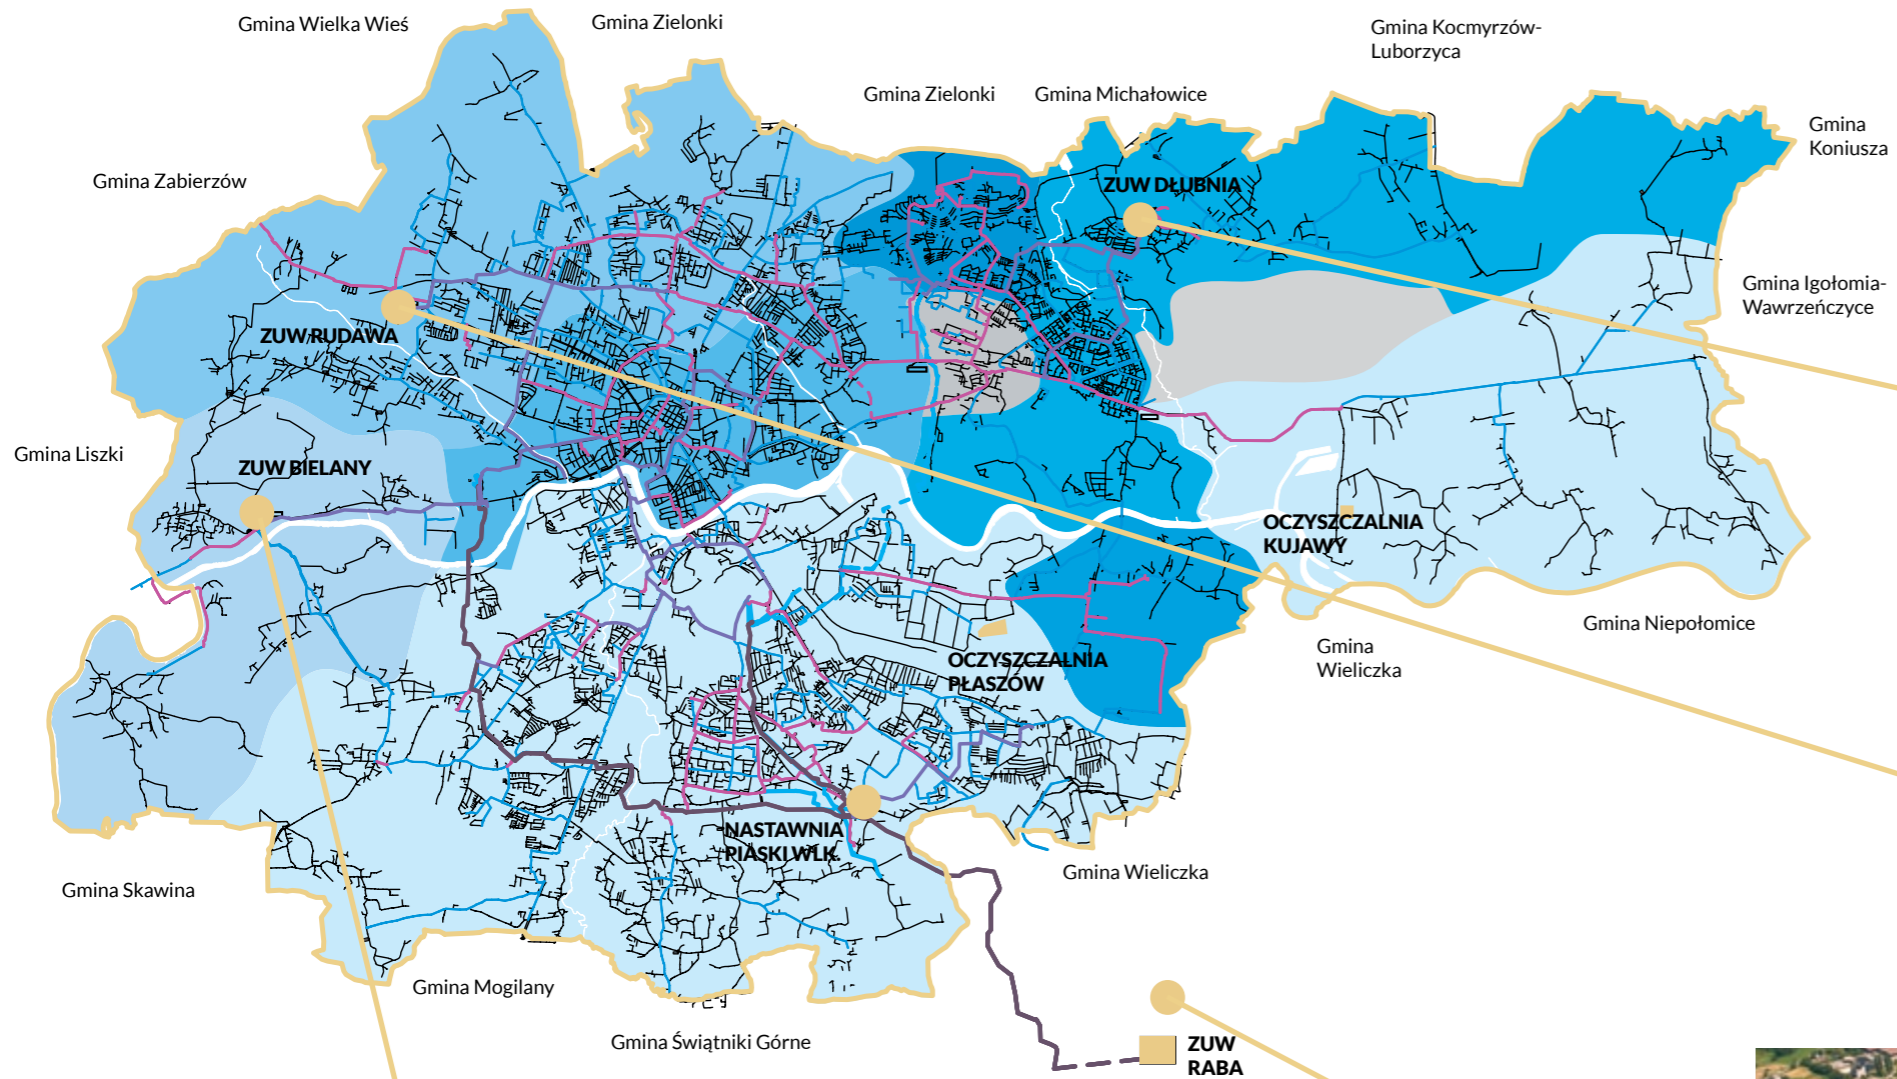 Gmina Wielka Wieś
Gmina Zielonki
Gmina Kocmyrzów-
Luborzyca
Gmina Zielonki
Gmina Michałowice
Gmina
Koniusza
Gmina Zabierzów
ZUW DŁUBNIA
Gmina Igołomia-
Wawrzeńczyce
ZUW RUDAWA
Gmina Liszki
ZUW BIELANY
OCZYSZCZALNIA
KUJAWY
Gmina Niepołomice
Gmina
Wieliczka
OCZYSZCZALNIA
PŁASZÓW
NASTAWNIA
PIASKI WLK.
Gmina Wieliczka
Gmina Skawina
Gmina Mogilany
Gmina Świątniki Górne
ZUW
RABA